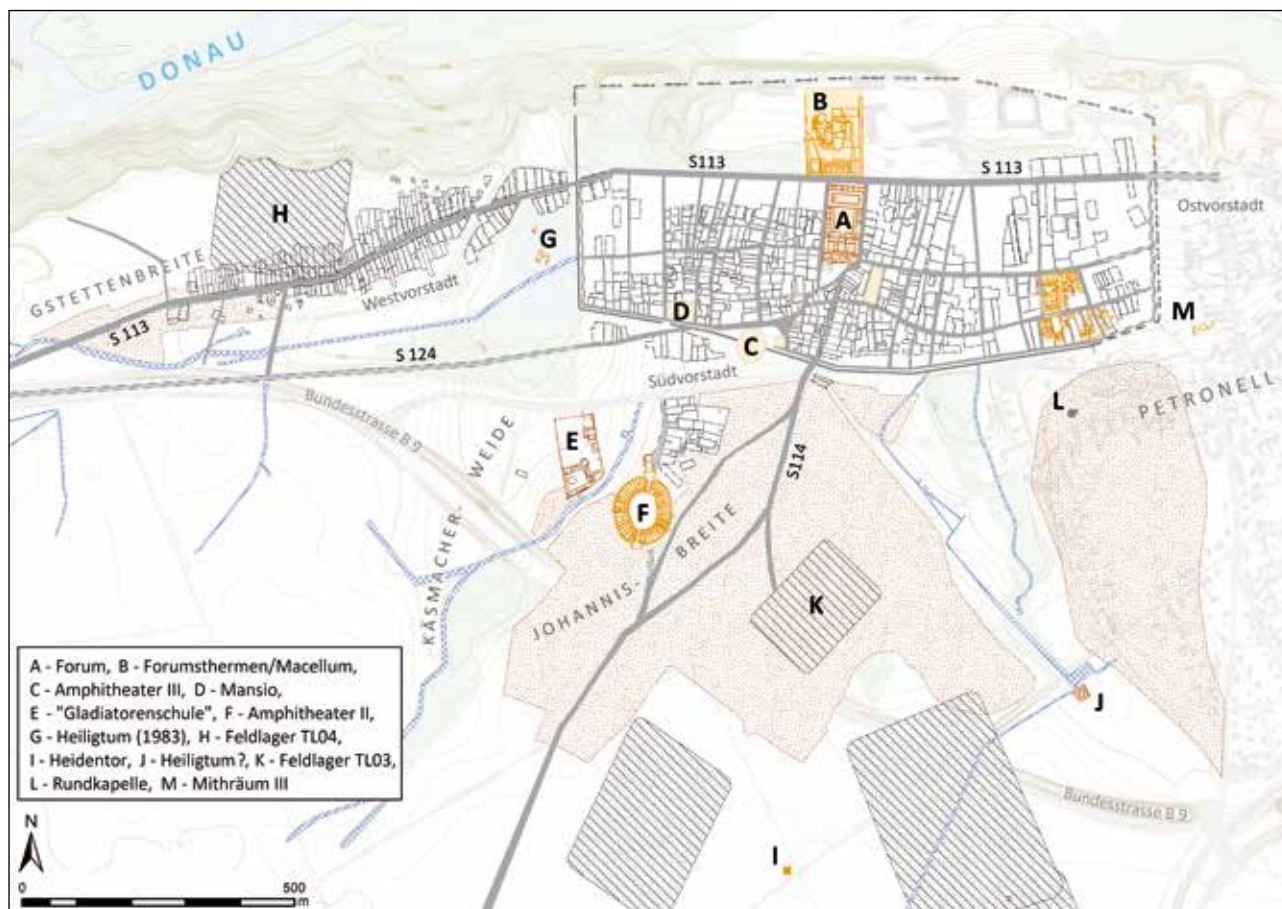 DONAU
B
S113
S 113
H
A
Ostvorstadt
G
GSTETTENBREITE
Westvorstadt
D
M
S 113
S 124
C
Südvorstadt
PETRONELL
L
Bundesstrasse B 9
E
S114
KÄSMACHER-
WEIDE
F
JOHANNIS-
BREITE
K
J
A - Forum, B - Forumsthermen/Macellum,
C - Amphitheater III, D - Mansio,
E - "Gladiatorenschule", F - Amphitheater II,
G - Heiligtum (1983), H - Feldlager TL04,
I - Heidentor, J - Heiligtum?, K - Feldlager TL03,
L - Rundkapelle, M - Mithräum III
Bundesstrasse B 9
I
N
0
500
m